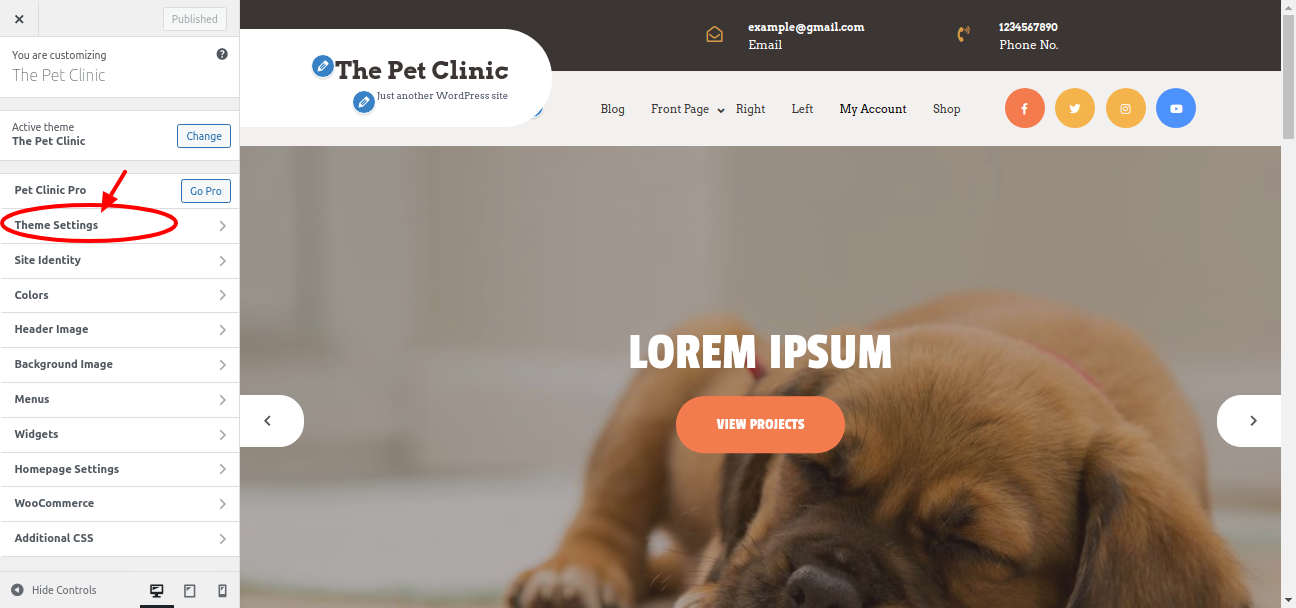 Published
You are customizing
The Pet Clinic
Active theme
The Pet Clinic
Change
Pet Clinic Pro
Go Pro
Theme Settings
Site Identity
Colors
Header Image
Background Image
Menus
Widgets
Homepage Settings
WooCommerce
Additional CSS
Hide Controls
example@gmail.com
Email
1234567890
Phone No.
The Pet Clinic
Just another WordPress site
Blog Front Page Right Left My Account Shop
LOREM IPSUM
VIEW PROJECTS